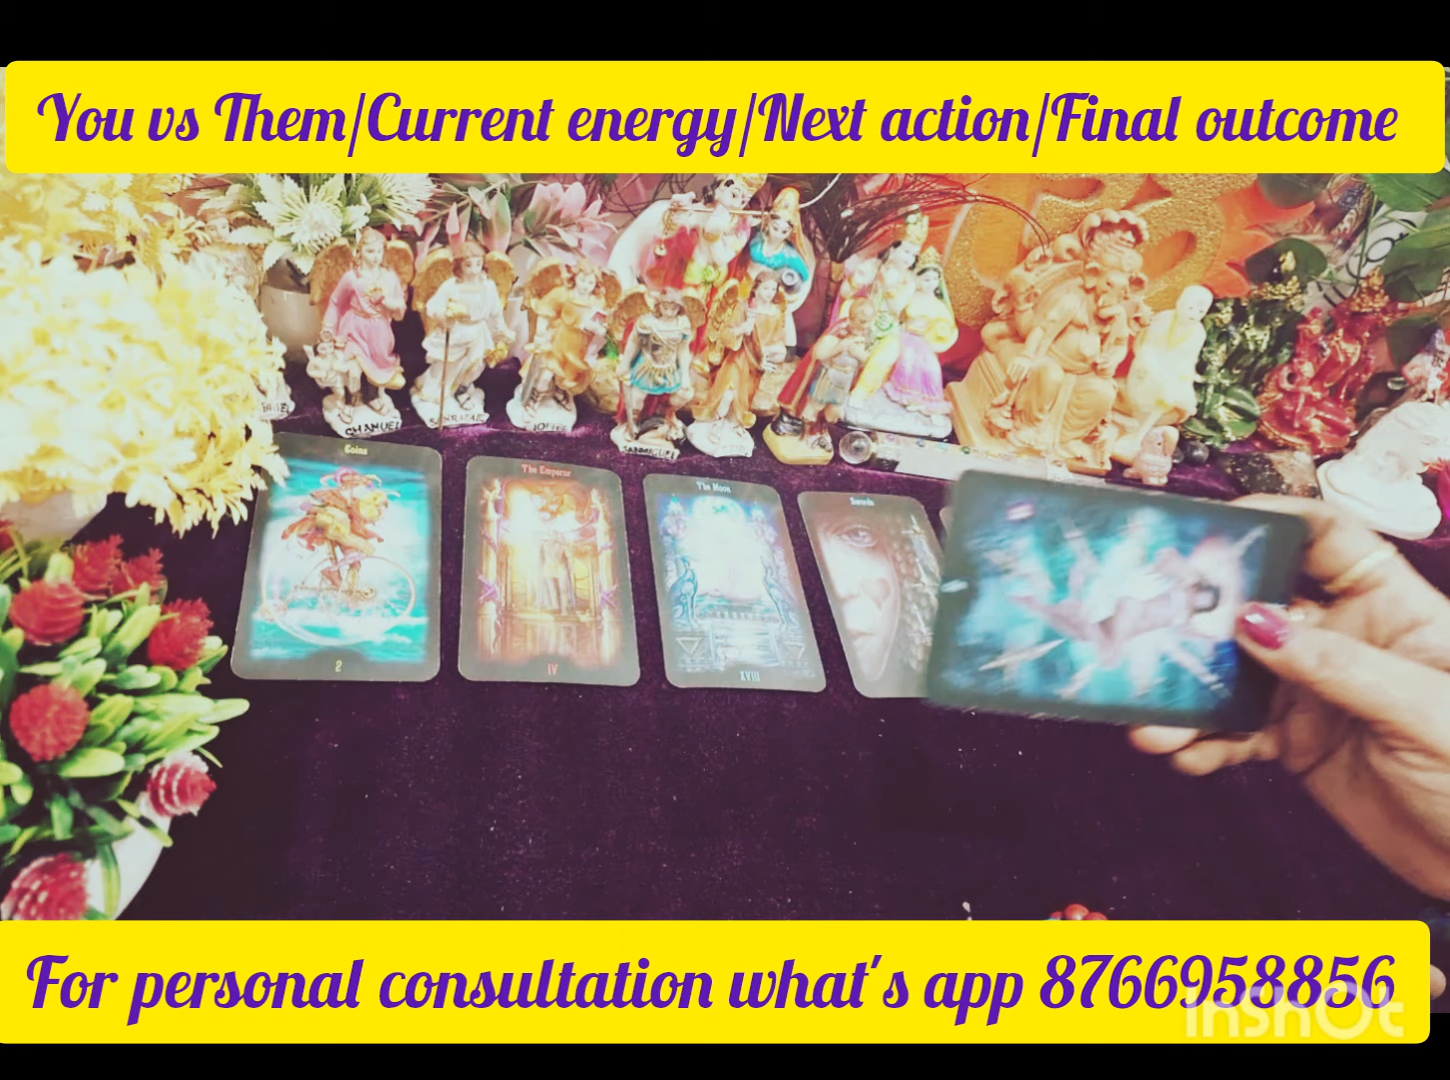 You vs Them/Current energy/Next action/Final outcome
CHAMUEL
Coins
The Emperor
The Moon
Swords
2
IV
XVIII
For personal consultation what's app 8766958856
InShOt